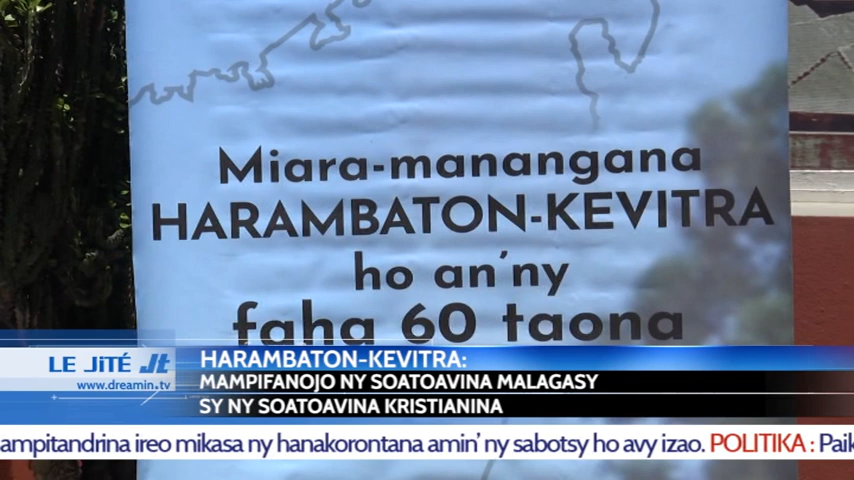 Miara-manangana
HARAMBATON-KEVITRA
ho an'ny
faha 60 taona
LE JiTÉ Jt
www.dreamin.tv
HARAMBATON-KEVITRA:
MAMPIFANOJO NY SOATOAVINA MALAGASY
SY NY SOATOAVINA KRISTIANINA
ampitandrina ireo mikasa ny hanakorontana amin' ny sabotsy ho avy izao. POLITIKA : Paik